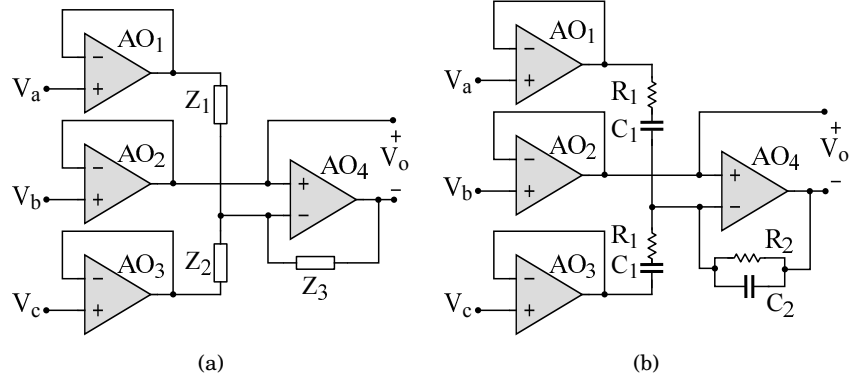 AO1
Va
Z1
AO2
Vb
AO4
+
Vo
−
AO3
Z2
Vc
Z3
(a)
AO1
Va
R1
C1
AO2
Vb
AO4
+
Vo
−
R1
C1
AO3
R2
C2
Vc
(b)